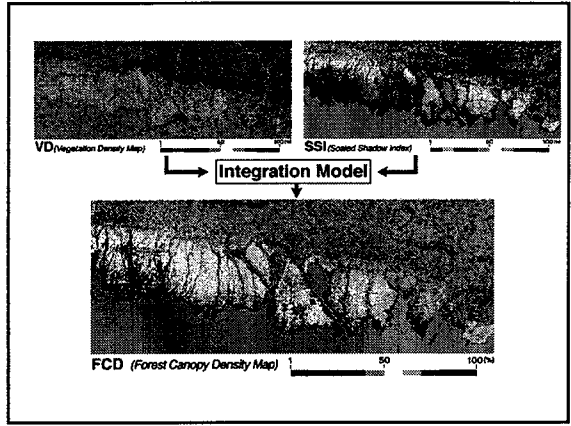 VD (Vegetation Density Map) 1 50 100(%)
SSI (Scaled Shadow Index) 1 50 100(%)
Integration Model
FCD (Forest Canopy Density Map) 1 50 100(%)